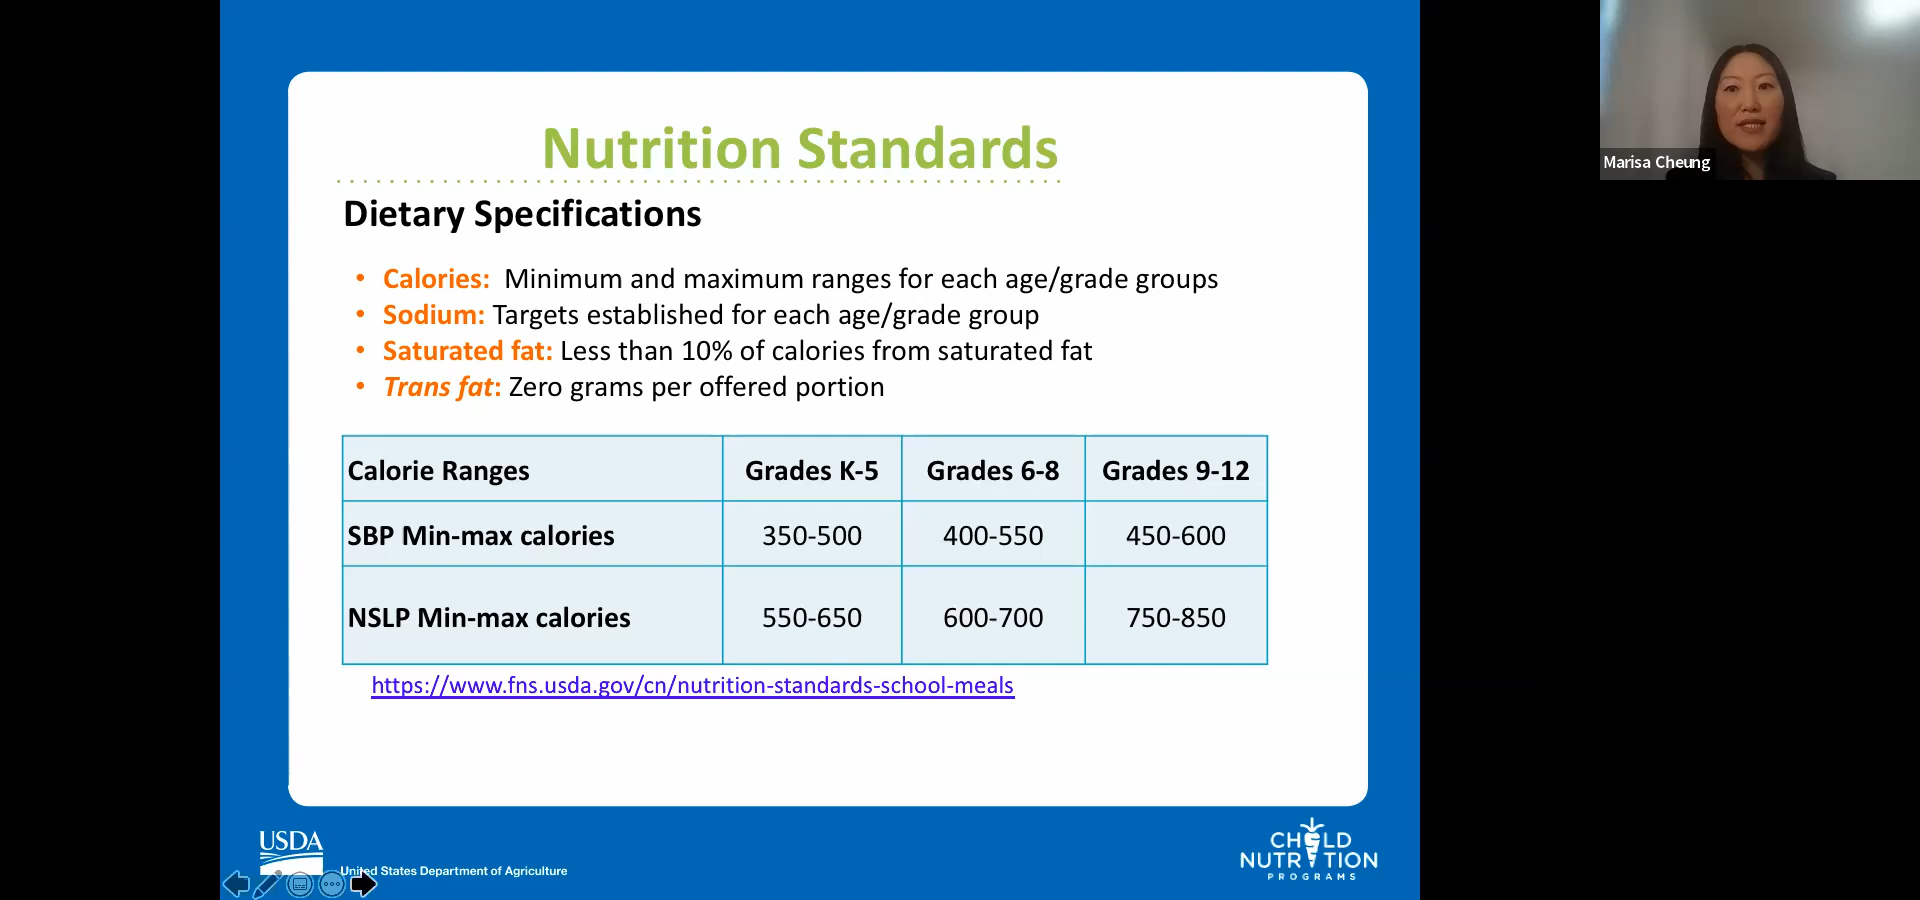 Nutrition Standards
Dietary Specifications
• Calories: Minimum and maximum ranges for each age/grade groups
• Sodium: Targets established for each age/grade group
• Saturated fat: Less than 10% of calories from saturated fat
• Trans fat: Zero grams per offered portion
Calorie Ranges Grades K-5 Grades 6-8 Grades 9-12
SBP Min-max calories 350-500 400-550 450-600
NSLP Min-max calories 550-650 600-700 750-850
https://www.fns.usda.gov/cn/nutrition-standards-school-meals
USDA
United States Department of Agriculture
CHILD
NUTRITION
PROGRAMS
Marisa Cheung